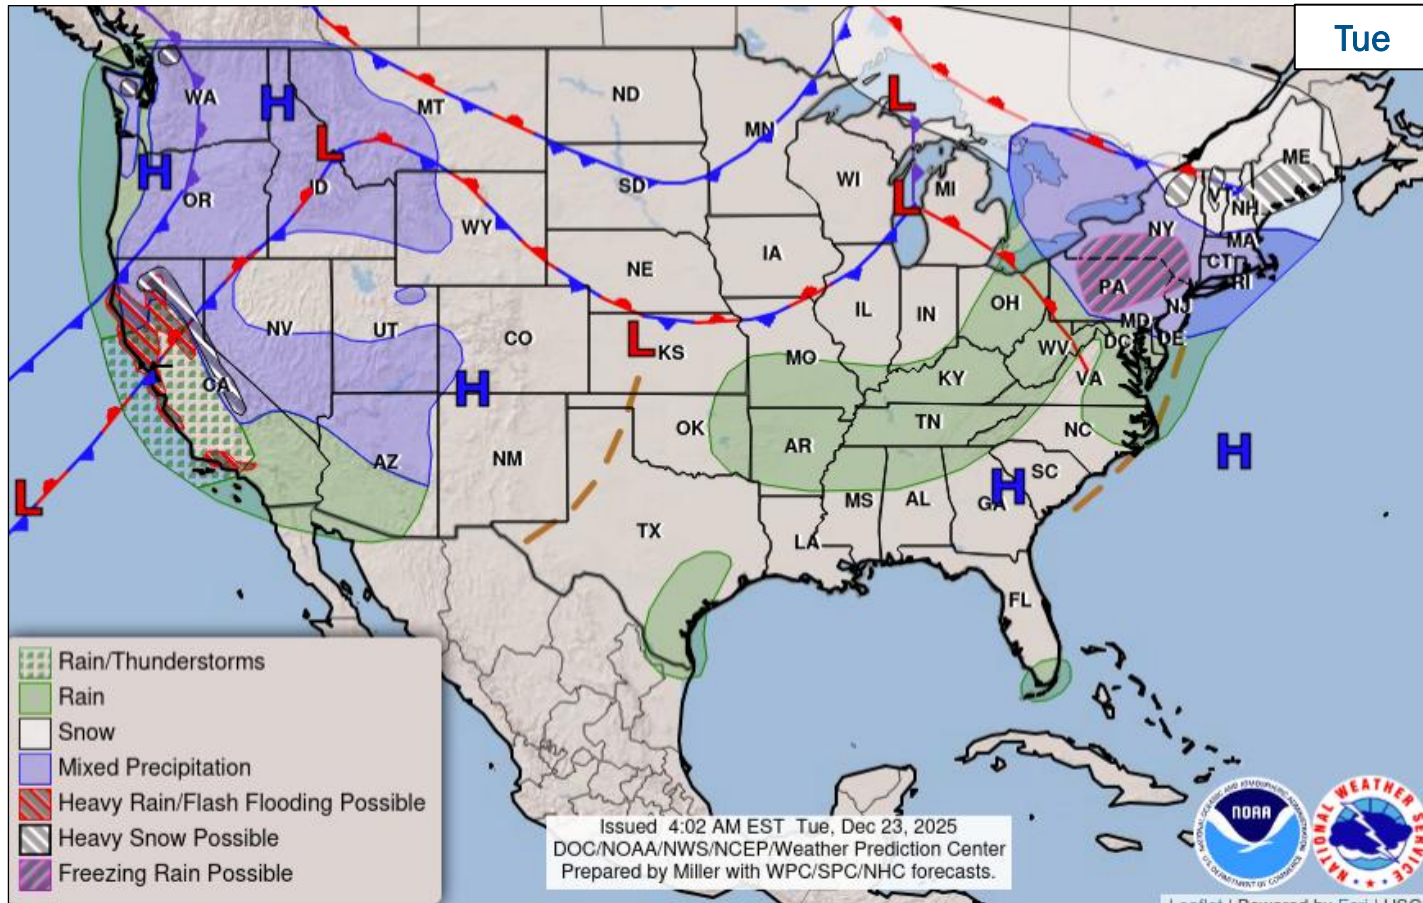 Tue
WA
MT
ND
MN
ME
VT
NH
OR
ID
SD
WI
MI
NY
MA
WY
CT
RI
IA
NE
PA
OH
NJ
NV
UT
CO
IL
IN
MD
DE
KS
MO
WV
DC
CA
KY
VA
OK
TN
NC
AZ
NM
AR
SC
MS
AL
GA
TX
LA
FL
H
L
H
L
L
L
H
L
H
H
L
Rain/Thunderstorms
Rain
Snow
Mixed Precipitation
Heavy Rain/Flash Flooding Possible
Heavy Snow Possible
Freezing Rain Possible
Issued 4:02 AM EST Tue, Dec 23, 2025
DOC/NOAA/NWS/NCEP/Weather Prediction Center
Prepared by Miller with WPC/SPC/NHC forecasts.
NOAA
NATIONAL WEATHER SERVICE